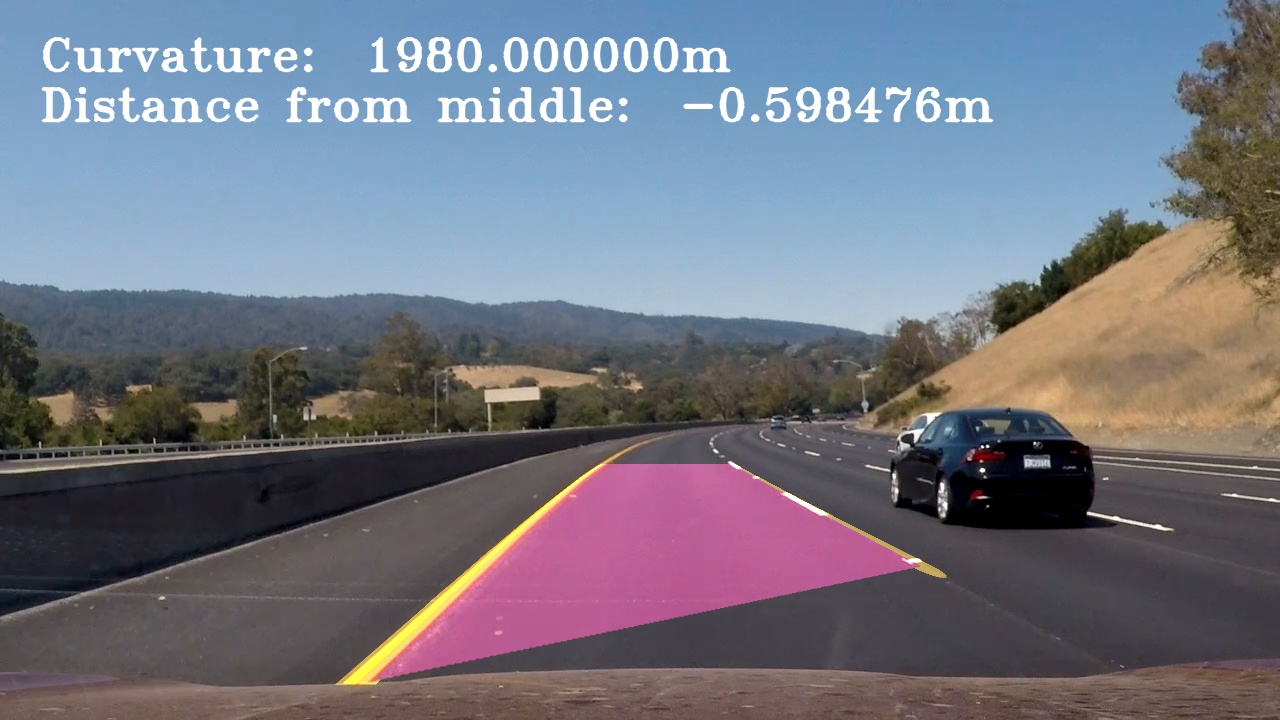 Curvature:  1980.000000m
Distance from middle:  −0.598476m